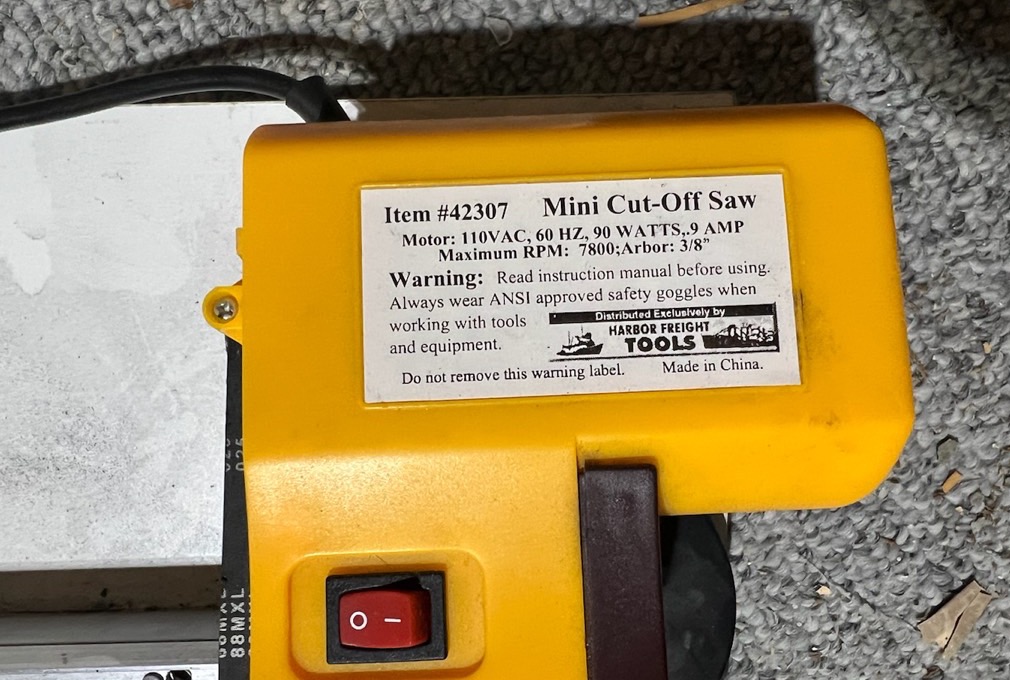 Item #42307 Mini Cut-Off Saw
Motor: 110VAC, 60 HZ, 90 WATTS,.9 AMP
Maximum RPM: 7800;Arbor: 3/8”
Warning: Read instruction manual before using.
Always wear ANSI approved safety goggles when
working with tools
and equipment.
Distributed Exclusively by
HARBOR FREIGHT
TOOLS
Do not remove this warning label. Made in China.
025
88MXL
O I